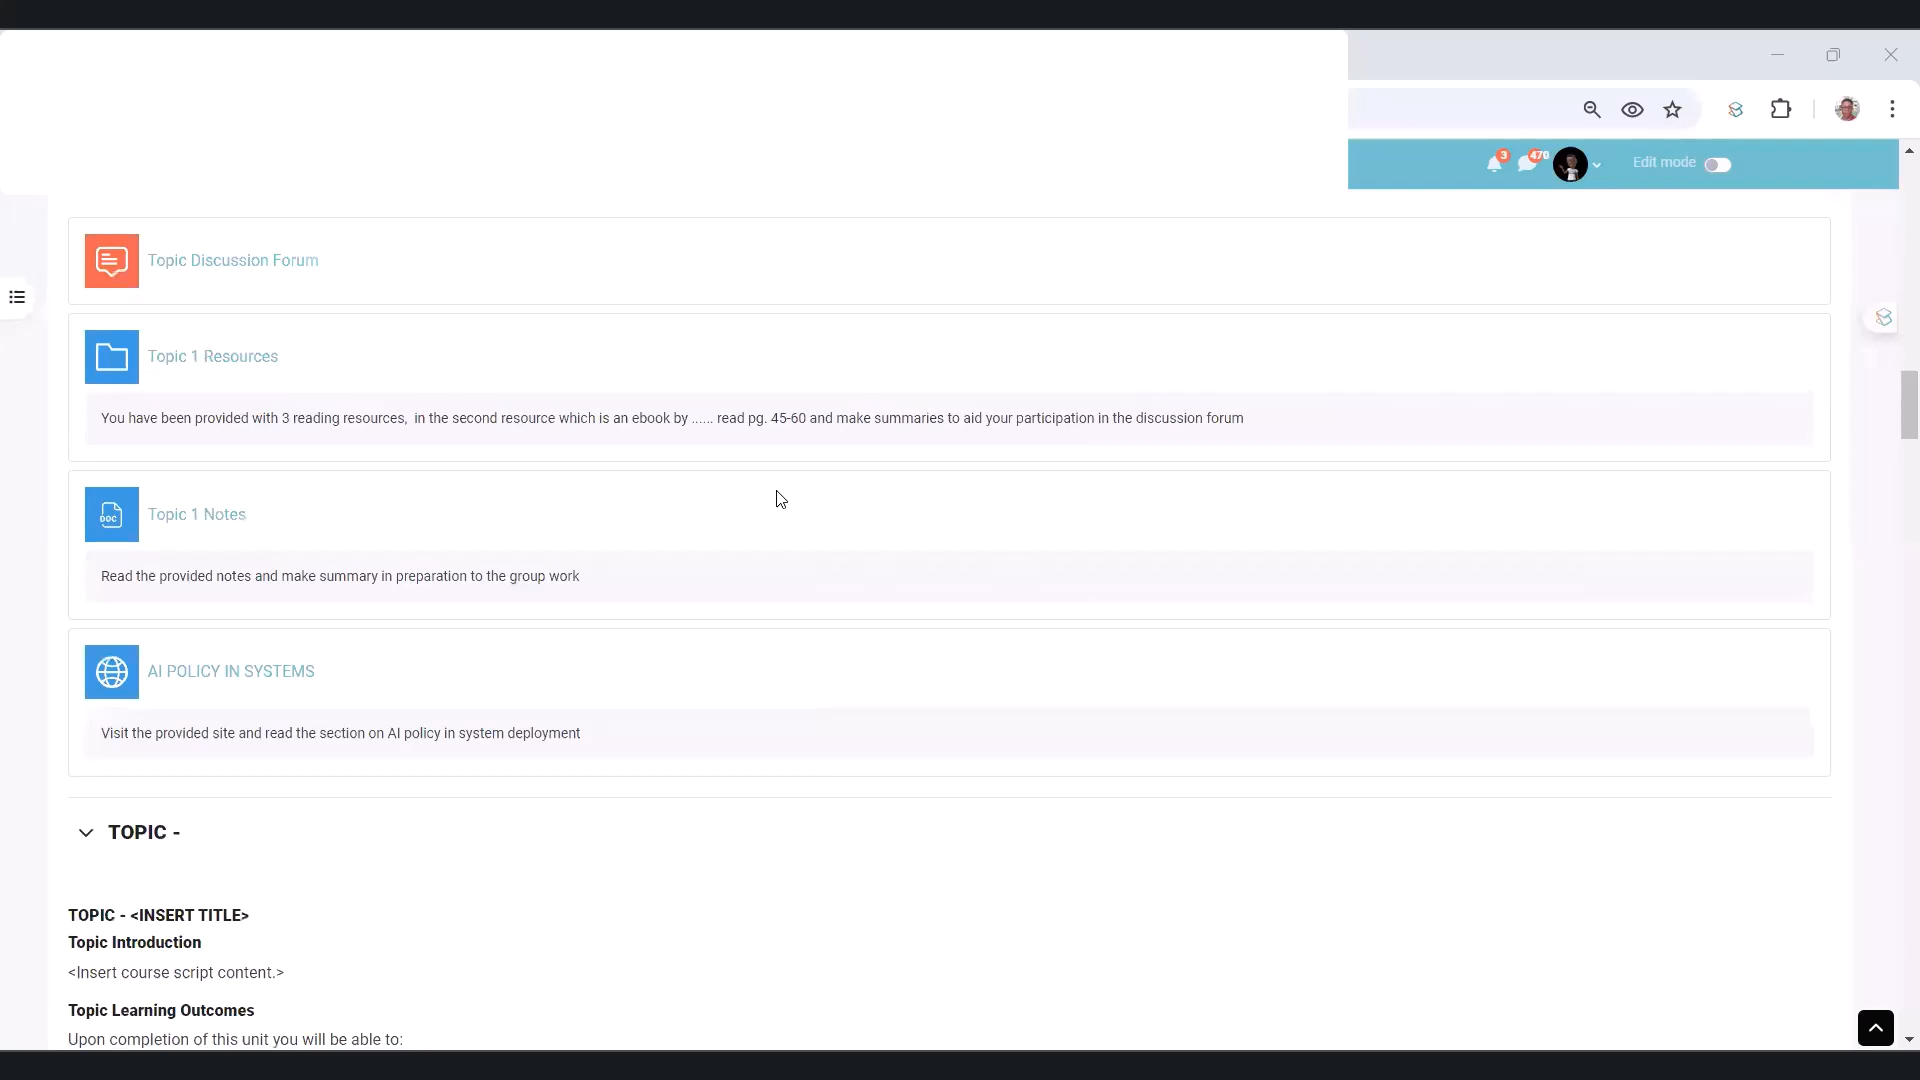 3
470
Edit mode
Topic Discussion Forum
Topic 1 Resources
You have been provided with 3 reading resources,  in the second resource which is an ebook by ...... read pg. 45-60 and make summaries to aid your participation in the discussion forum
DOC
Topic 1 Notes
Read the provided notes and make summary in preparation to the group work
AI POLICY IN SYSTEMS
Visit the provided site and read the section on AI policy in system deployment
TOPIC -
TOPIC - <INSERT TITLE>
Topic Introduction
<Insert course script content.>
Topic Learning Outcomes
Upon completion of this unit you will be able to: